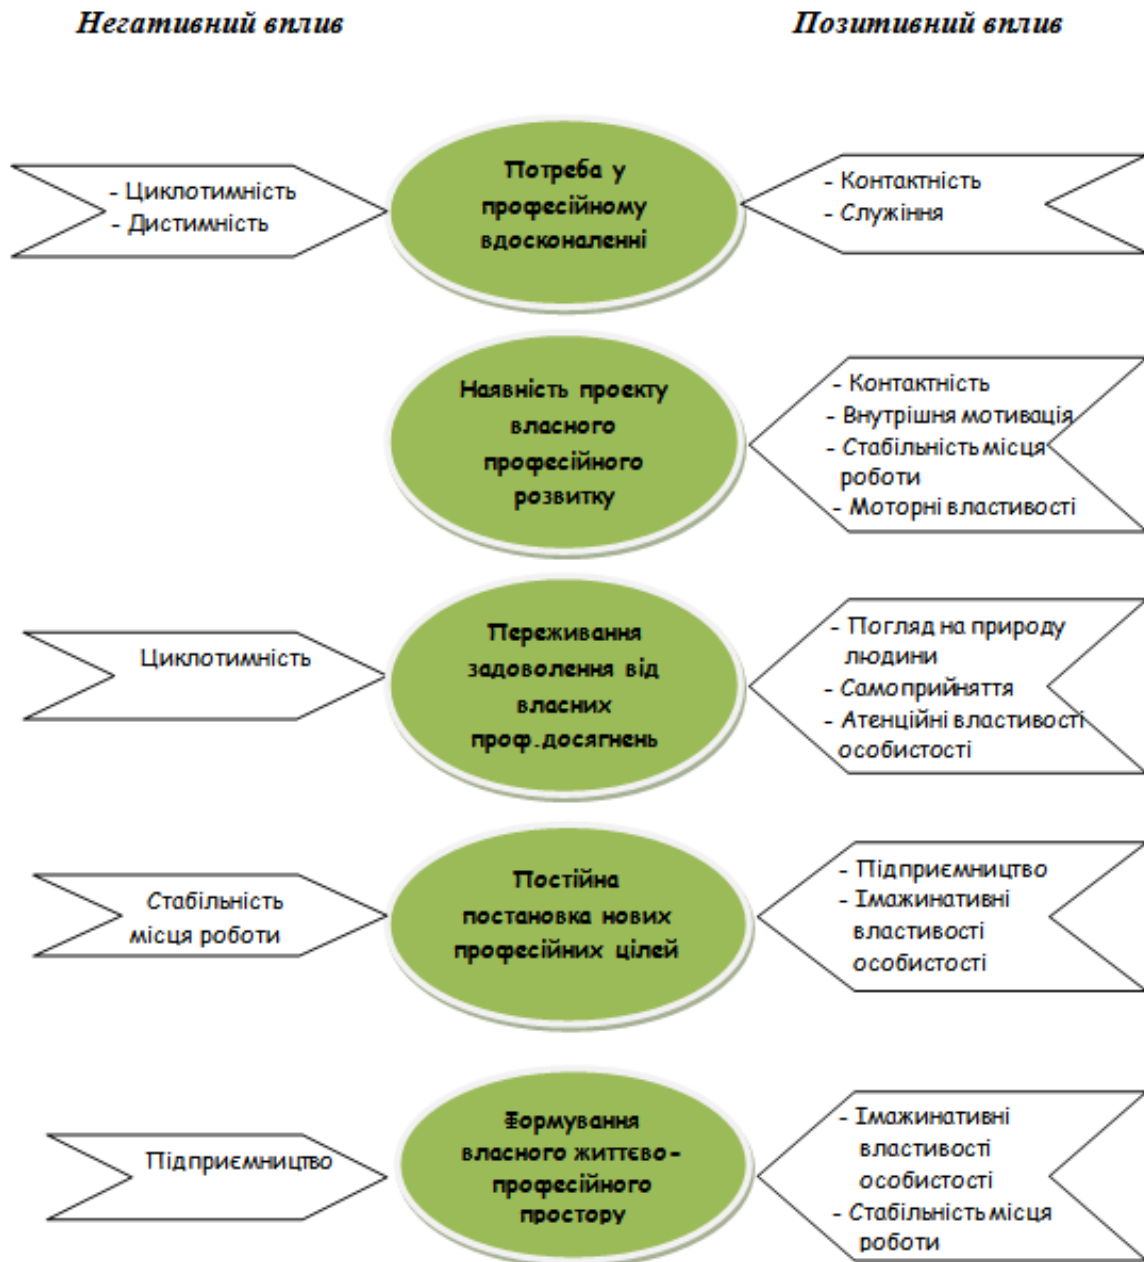 Негативний вплив
Позитивний вплив
- Циклотимність
- Дистимність
Потреба у
професійному
вдосконаленні
- Контактність
- Служіння
Наявність проекту
власного
професійного
розвитку
- Контактність
- Внутрішня мотивація
- Стабільність місця
роботи
- Моторні властивості
Циклотимність
Переживання
задоволення від
власних
проф.досягнень
- Погляд на природу
людини
- Самоприйняття
- Атенційні властивості
особистості
Стабільність
місця роботи
Постійна
постановка нових
професійних цілей
- Підприємництво
- Імажинативні
властивості
особистості
Підприємництво
Формування
власного життєво-
професійного
простору
- Імажинативні
властивості
особистості
- Стабільність місця
роботи